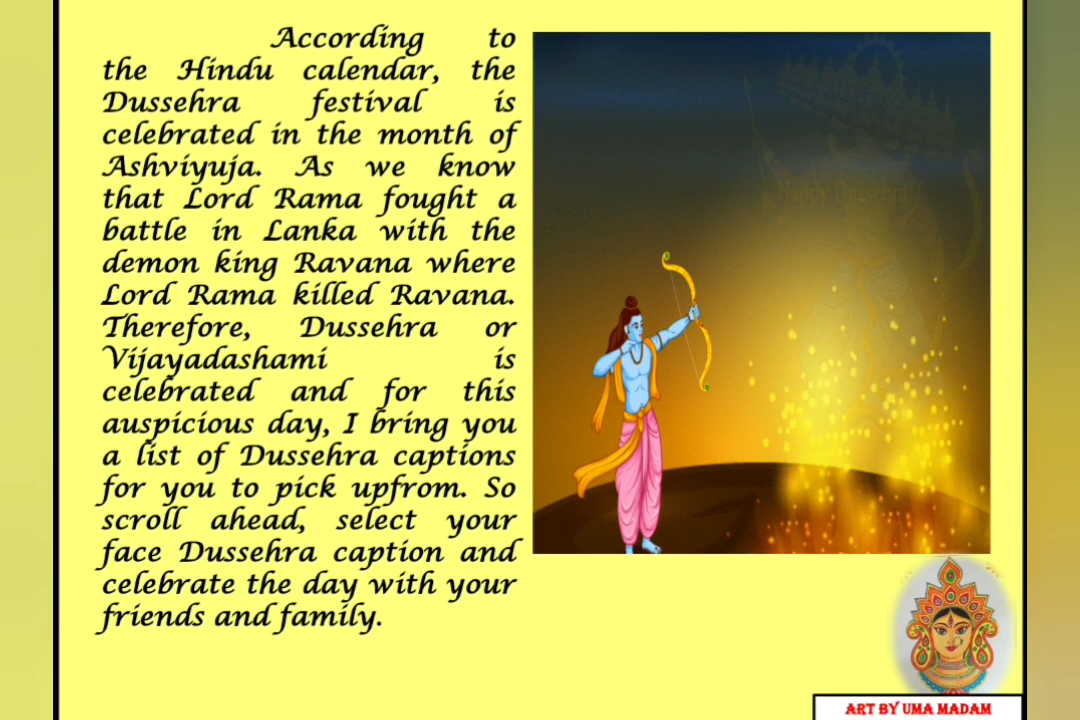 According to
the Hindu calendar, the
Dussehra festival is
celebrated in the month of
Ashviyuja. As we know
that Lord Rama fought a
battle in Lanka with the
demon king Ravana where
Lord Rama killed Ravana.
Therefore, Dussehra or
Vijayadashami is
celebrated and for this
auspicious day, I bring you
a list of Dussehra captions
for you to pick upfrom. So
scroll ahead, select your
face Dussehra caption and
celebrate the day with your
friends and family.
Happy Dussehra
ART BY UMA MADAM